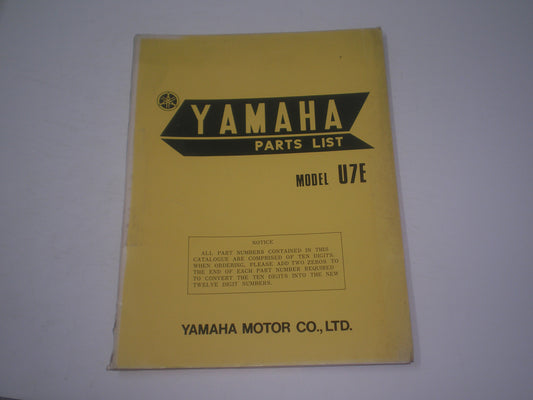 YAMAHA
PARTS LIST
MODEL U7E
NOTICE
ALL PART NUMBERS CONTAINED IN THIS
CATALOGUE ARE COMPRISED OF TEN DIGITS.
WHEN ORDERING, PLEASE ADD TWO ZEROS TO
THE END OF EACH PART NUMBER REQUIRED
TO CONVERT THE TEN DIGITS INTO THE NEW
TWELVE DIGIT NUMBERS.
YAMAHA MOTOR CO., LTD.